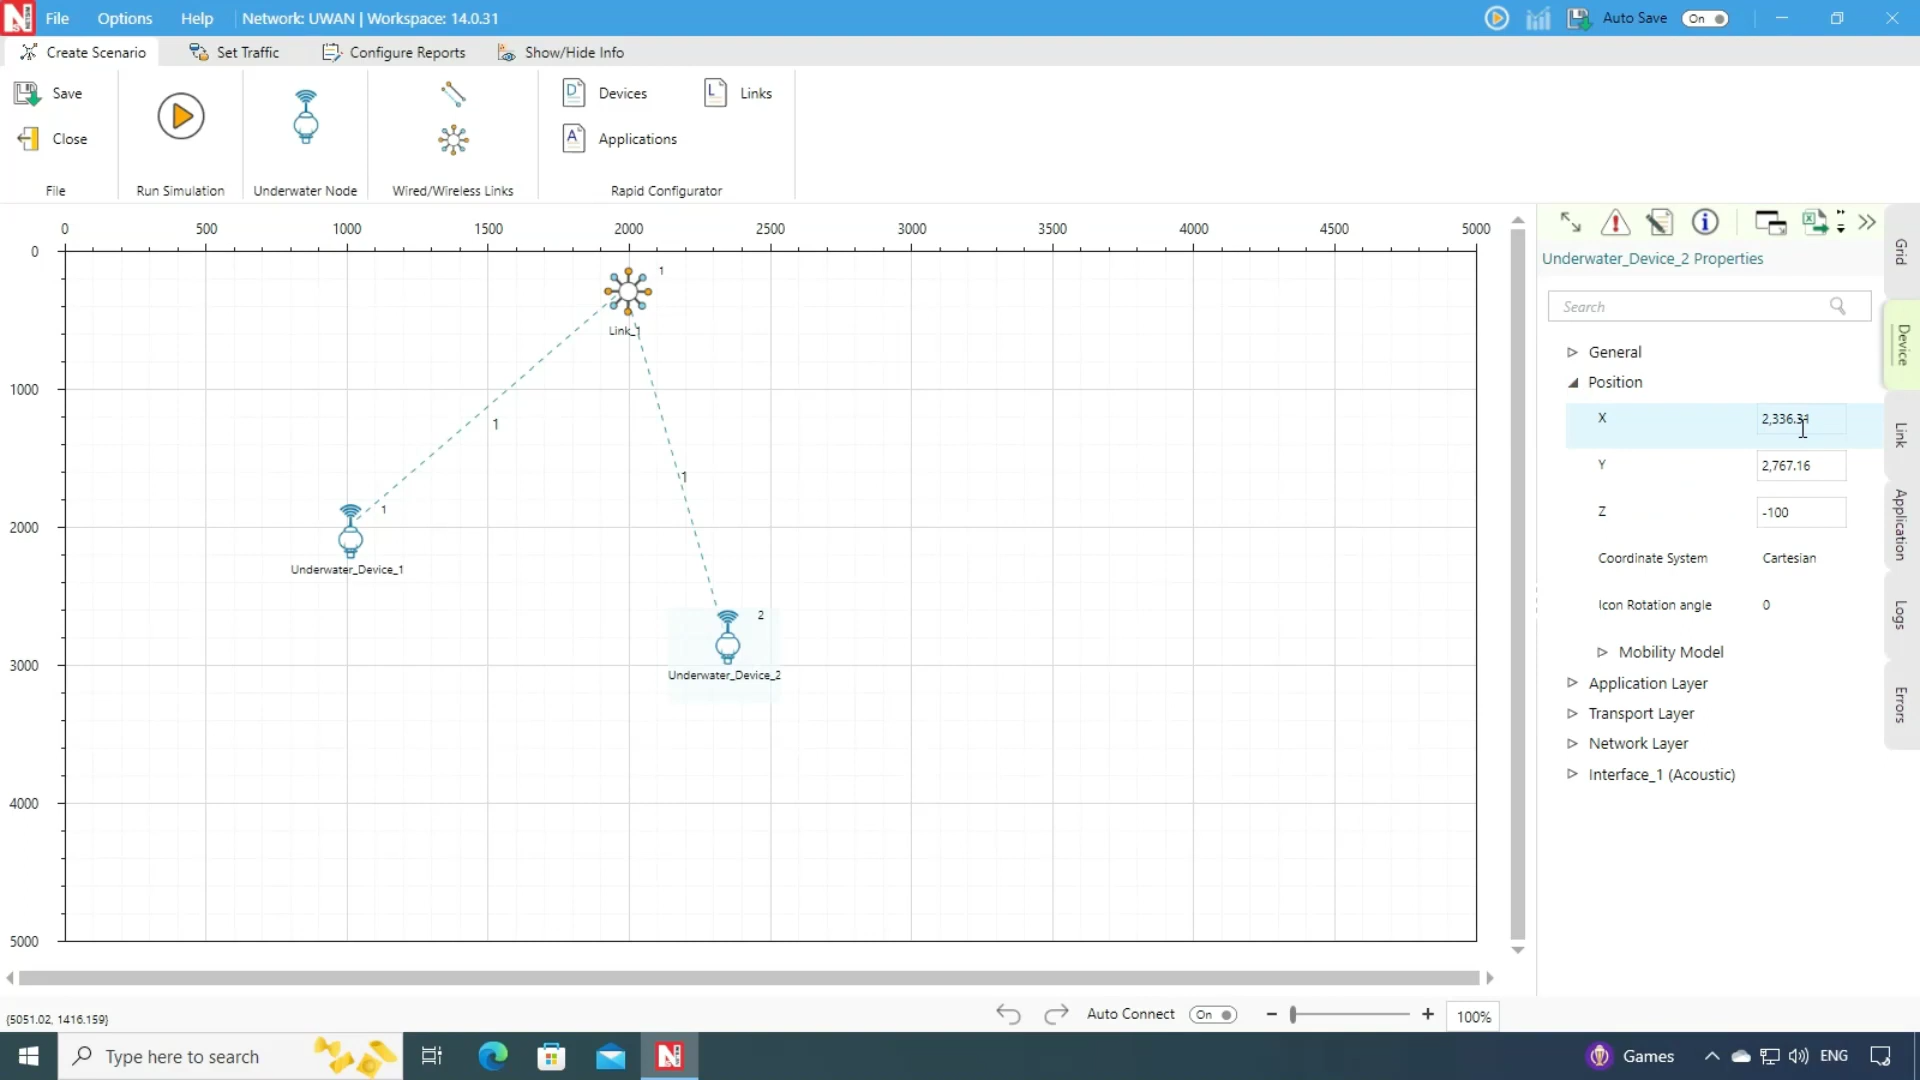 File Options Help Network: UWAN | Workspace: 14.0.31 Auto Save On
Create Scenario Set Traffic Configure Reports Show/Hide Info
Save
Close
File
Run Simulation
Underwater Node
Wired/Wireless Links
Devices Links
Applications
Rapid Configurator
0 500 1000 1500 2000 2500 3000 3500 4000 4500 5000
0
1000
2000
3000
4000
5000
1
Link_1
1
1
1
Underwater_Device_1
2
Underwater_Device_2
Underwater_Device_2 Properties
Search
General
Position
X 2,336.31
Y 2,767.16
Z -100
Coordinate System Cartesian
Icon Rotation angle 0
Mobility Model
Application Layer
Transport Layer
Network Layer
Interface_1 (Acoustic)
Grid
Device
Link
Application
Logs
Errors
(5051.02, 1416.159)
Auto Connect On
100%
Type here to search
Games
ENG